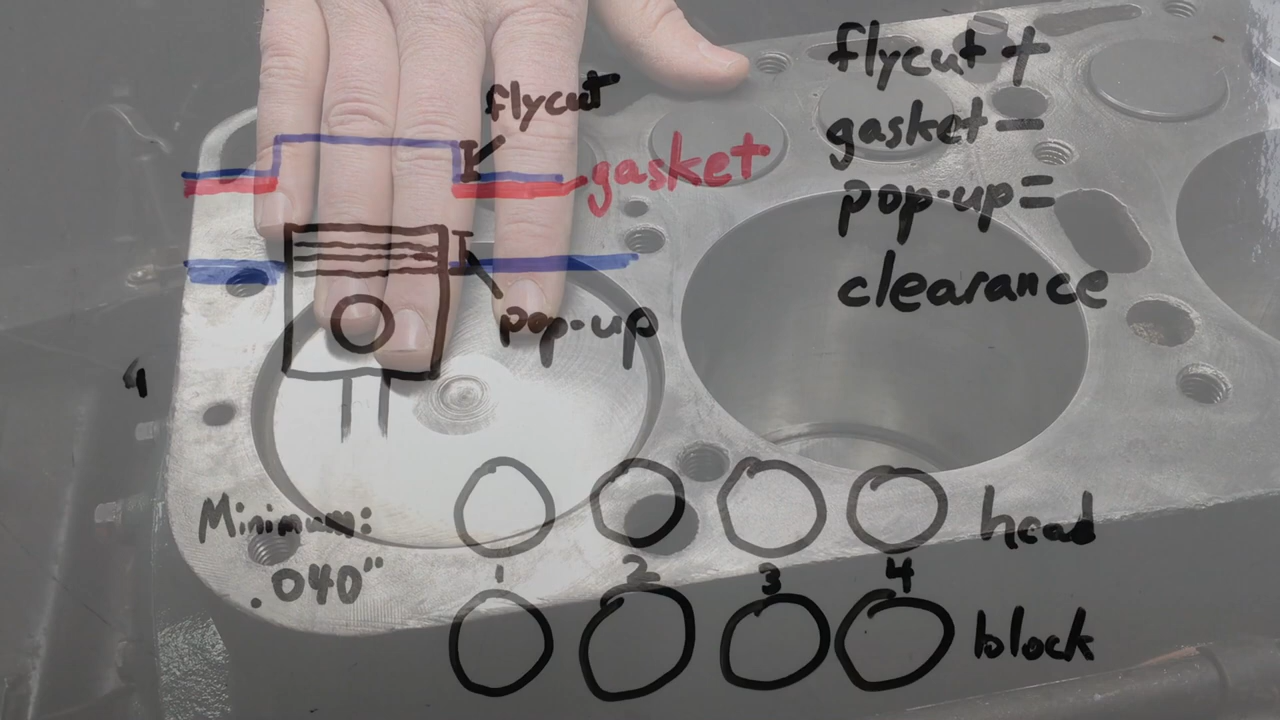 flycut
gasket
pop-up
flycut +
gasket -
pop-up =
clearance
Minimum:
.040"
1 2 3 4
head
block